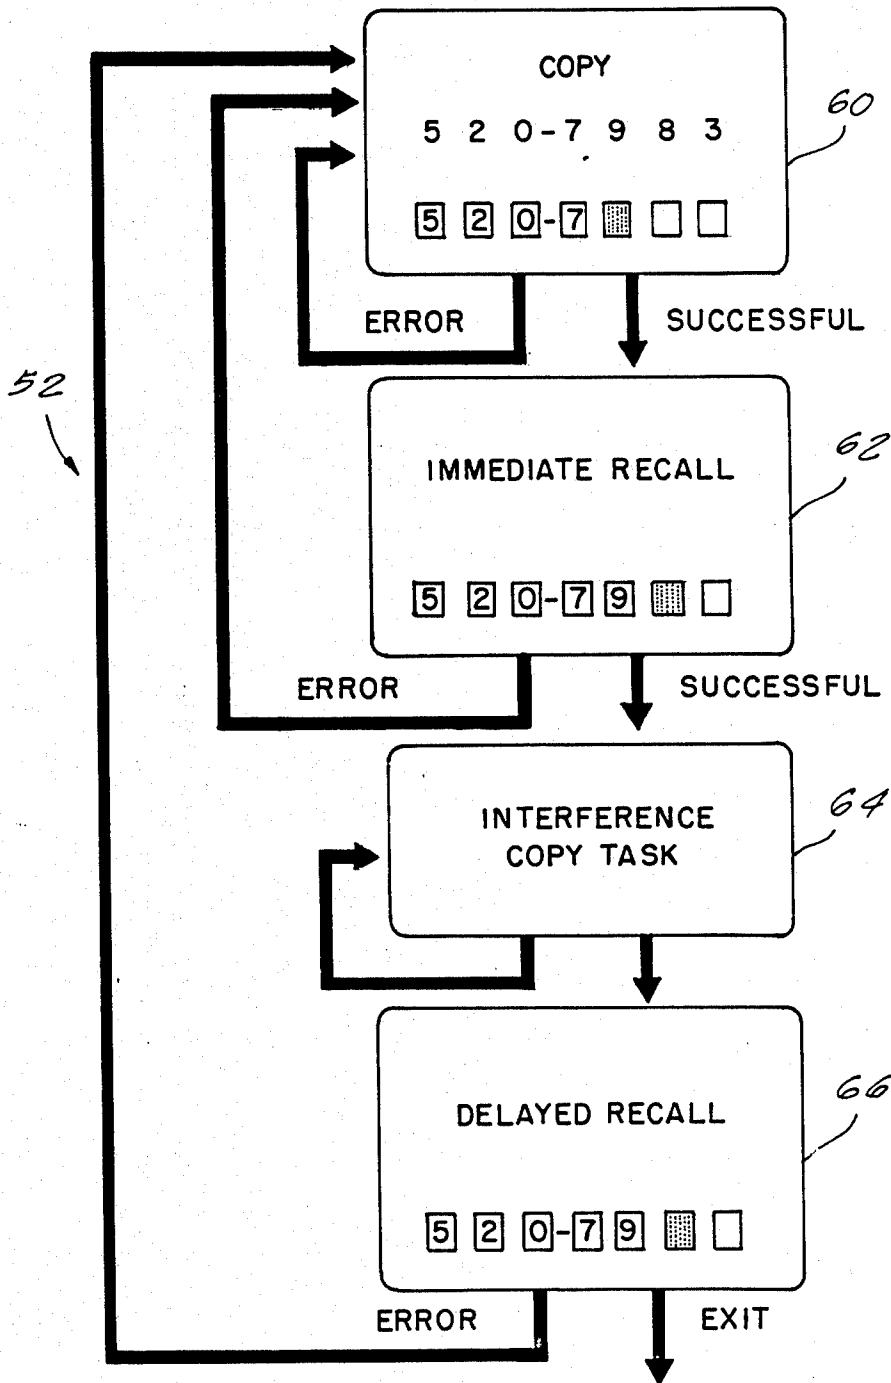 COPY
5 2 0-7 9 8 3
60
5 2 0-7
ERROR
SUCCESSFUL
52
IMMEDIATE RECALL
62
5 2 0-7 9
ERROR
SUCCESSFUL
INTERFERENCE
COPY TASK
64
DELAYED RECALL
66
5 2 0-7 9
ERROR
EXIT